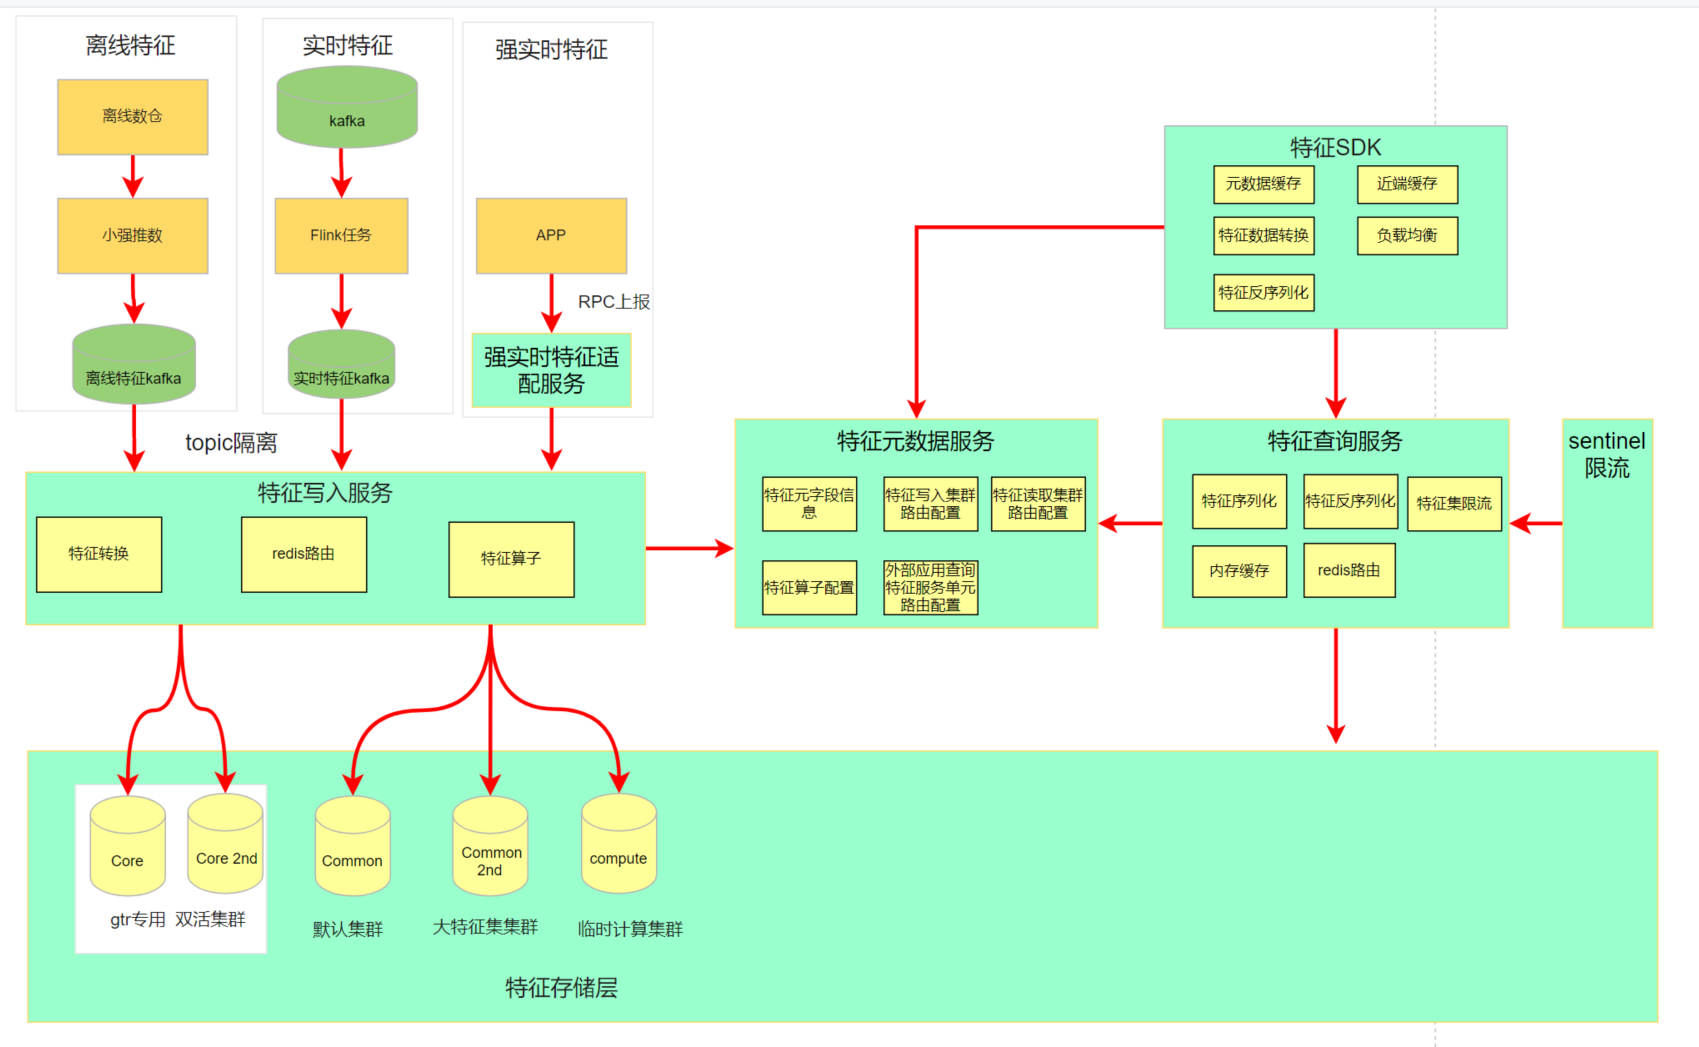 离线特征
离线数仓
小强推数
离线特征kafka
实时特征
kafka
Flink任务
实时特征kafka
强实时特征
APP
RPC上报
强实时特征适
配服务
topic隔离
特征写入服务
特征转换
redis路由
特征算子
特征SDK
元数据缓存
近端缓存
特征数据转换
负载均衡
特征反序列化
特征元数据服务
特征元字段信
息
特征写入集群
路由配置
特征读取集群
路由配置
特征算子配置
外部应用查询
特征服务单元
路由配置
特征查询服务
特征序列化
特征反序列化
特征集限流
内存缓存
redis路由
sentinel
限流
Core
Core 2nd
gtr专用 双活集群
Common
默认集群
Common
2nd
大特征集集群
compute
临时计算集群
特征存储层